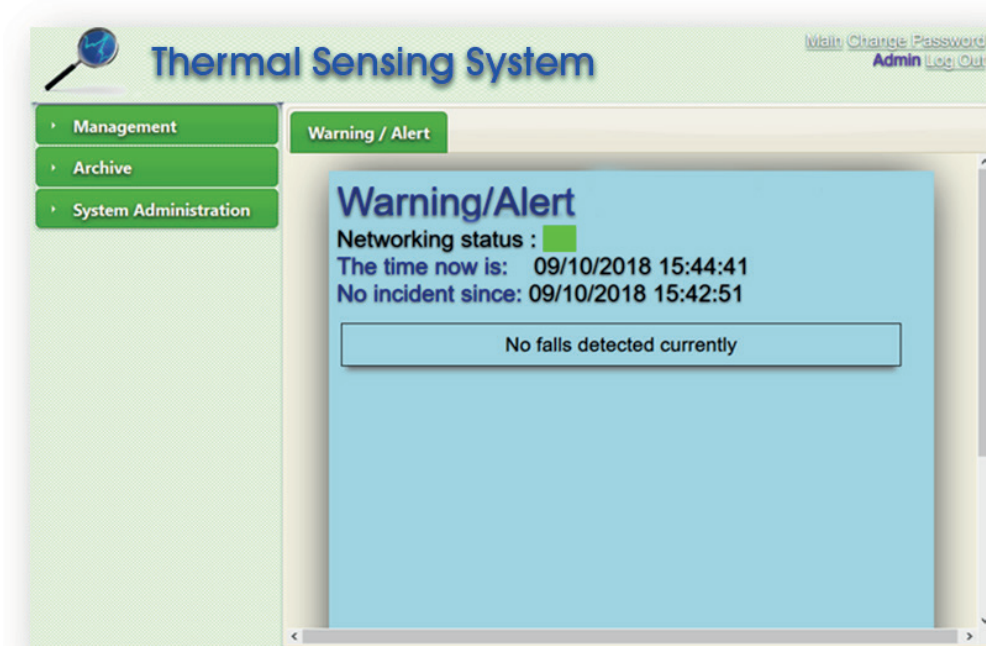 Thermal Sensing System
Main Change Password
Admin Log Out
Management
Archive
System Administration
Warning / Alert
Warning/Alert
Networking status :
The time now is: 09/10/2018 15:44:41
No incident since: 09/10/2018 15:42:51
No falls detected currently